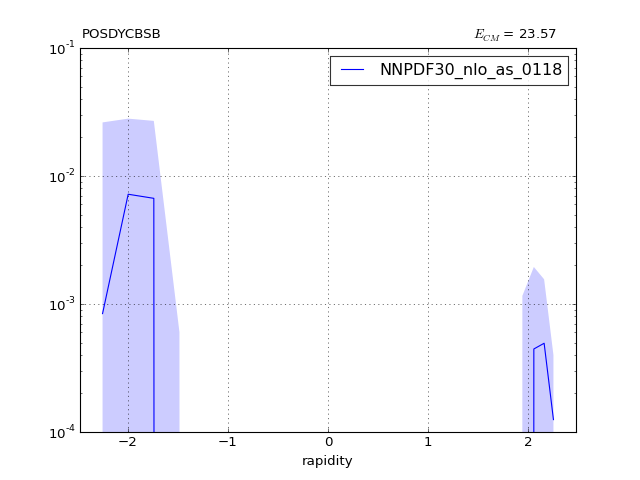 POSDYCBSB
E_CM = 23.57
NNPDF30_nlo_as_0118
10^-1
10^-2
10^-3
10^-4
−2 −1 0 1 2
rapidity